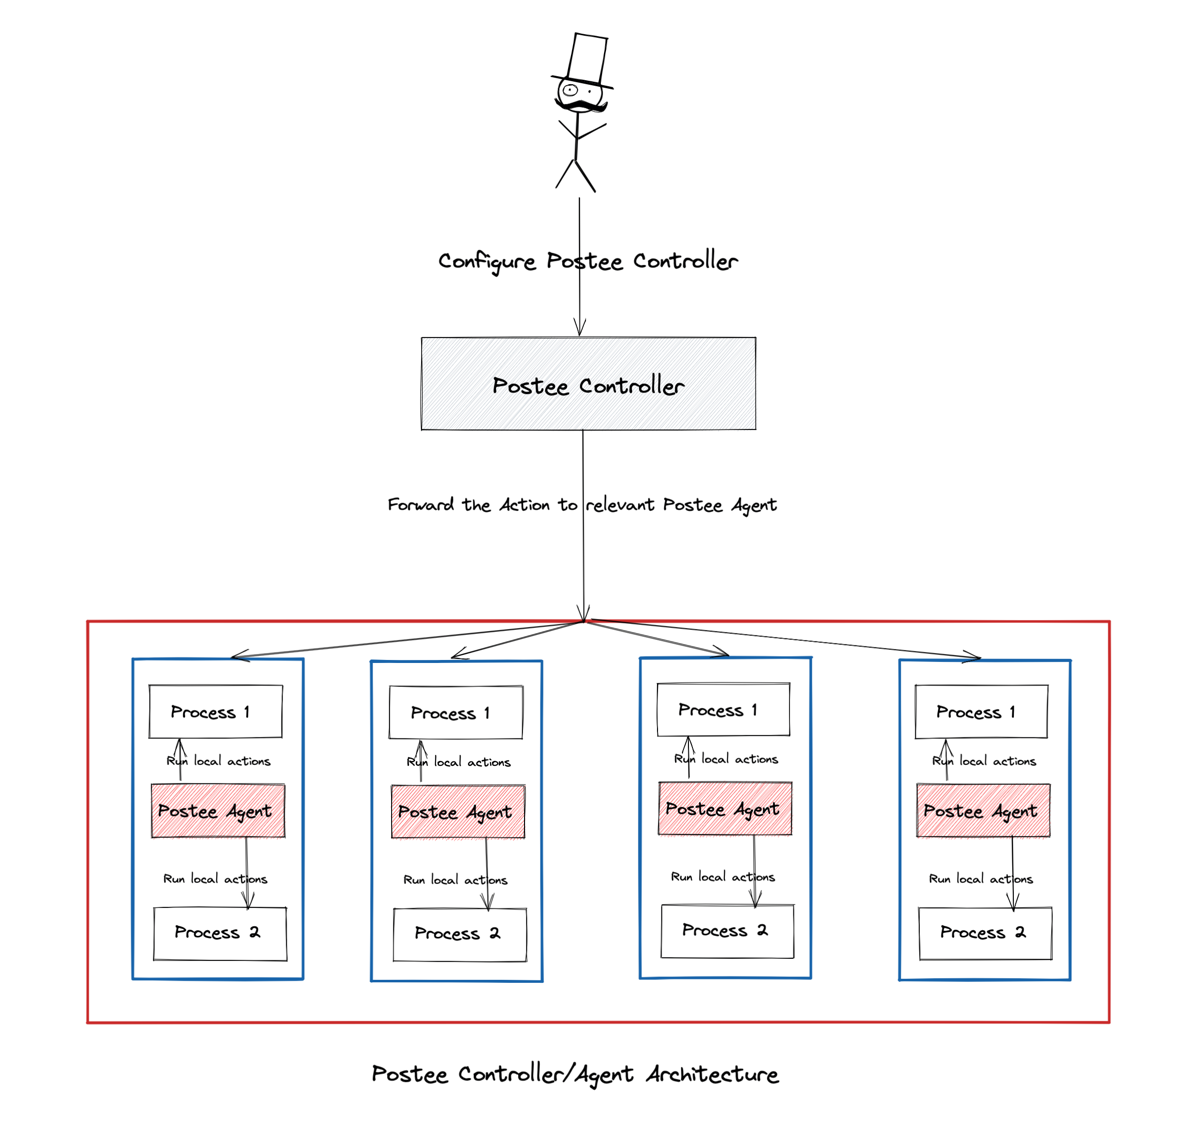 Configure Postee Controller
Postee Controller
Forward the Action to relevant Postee Agent
Process 1
Run local actions
Postee Agent
Run local actions
Process 2
Process 1
Run local actions
Postee Agent
Run local actions
Process 2
Process 1
Run local actions
Postee Agent
Run local actions
Process 2
Process 1
Run local actions
Postee Agent
Run local actions
Process 2
Postee Controller/Agent Architecture